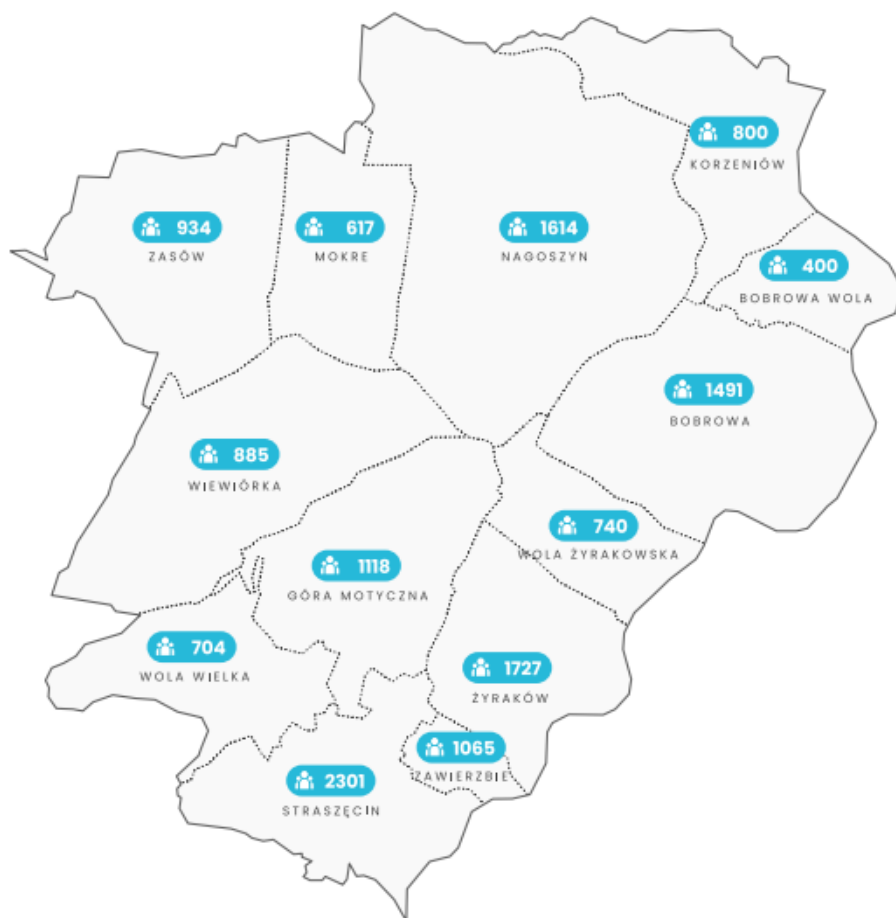 800
KORZENIÓW
934
ZASÓW
617
MOKRE
1614
NAGOSZYN
400
BOBROWA WOLA
1491
BOBROWA
885
WIEWIÓRKA
740
WOLA ŻYRAKOWSKA
1118
GÓRA MOTYCZNA
704
WOLA WIELKA
1727
ŻYRAKÓW
1065
ZAWIERZBIE
2301
STRASZĘCIN